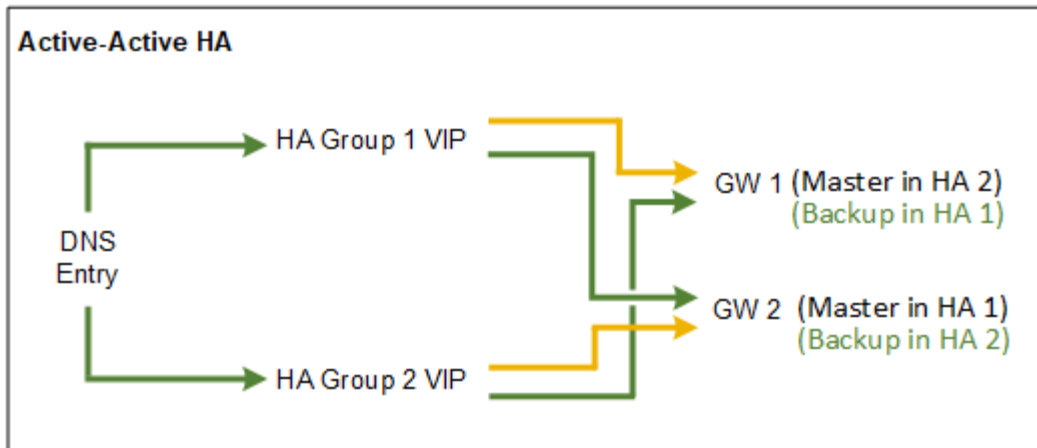 Active-Active HA
HA Group 1 VIP
GW 1 (Master in HA 2)
(Backup in HA 1)
DNS
Entry
GW 2 (Master in HA 1)
(Backup in HA 2)
HA Group 2 VIP